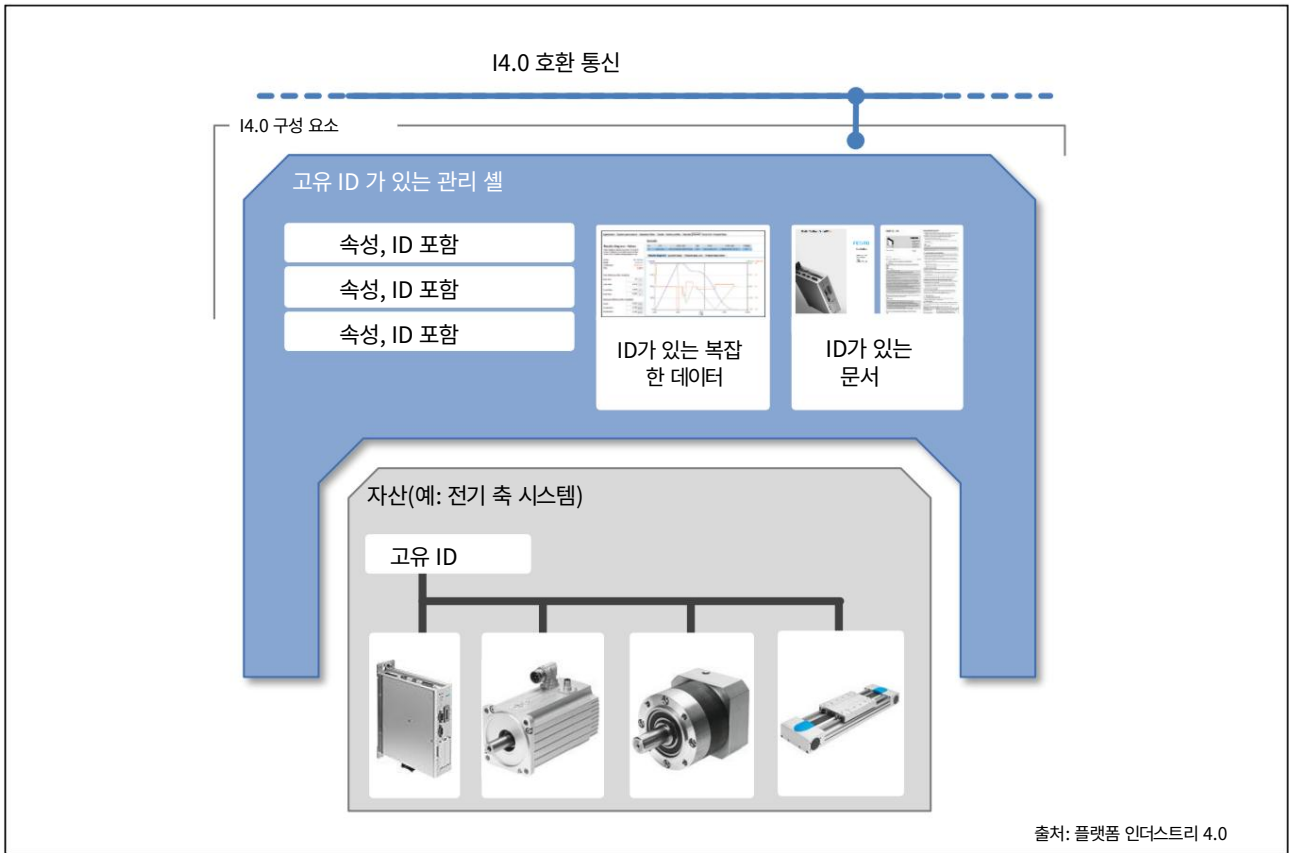 I4.0 호환 통신
I4.0 구성 요소
고유 ID 가 있는 관리 셸
속성, ID 포함
속성, ID 포함
속성, ID 포함
ID가 있는 복잡
한 데이터
ID가 있는
문서
자산(예: 전기 축 시스템)
고유 ID
출처: 플랫폼 인더스트리 4.0